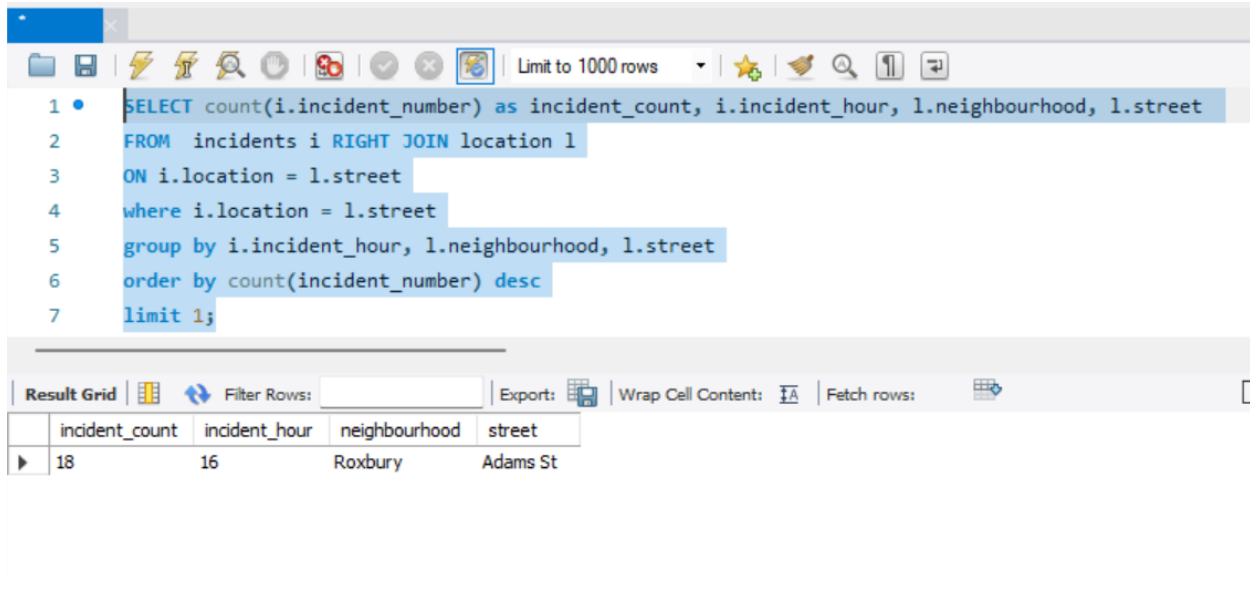 Limit to 1000 rows
1 SELECT count(i.incident_number) as incident_count, i.incident_hour, l.neighbourhood, l.street
2 FROM incidents i RIGHT JOIN location l
3 ON i.location = l.street
4 where i.location = l.street
5 group by i.incident_hour, l.neighbourhood, l.street
6 order by count(incident_number) desc
7 limit 1;
Result Grid Filter Rows: Export: Wrap Cell Content: Fetch rows:
incident_count incident_hour neighbourhood street
18 16 Roxbury Adams St